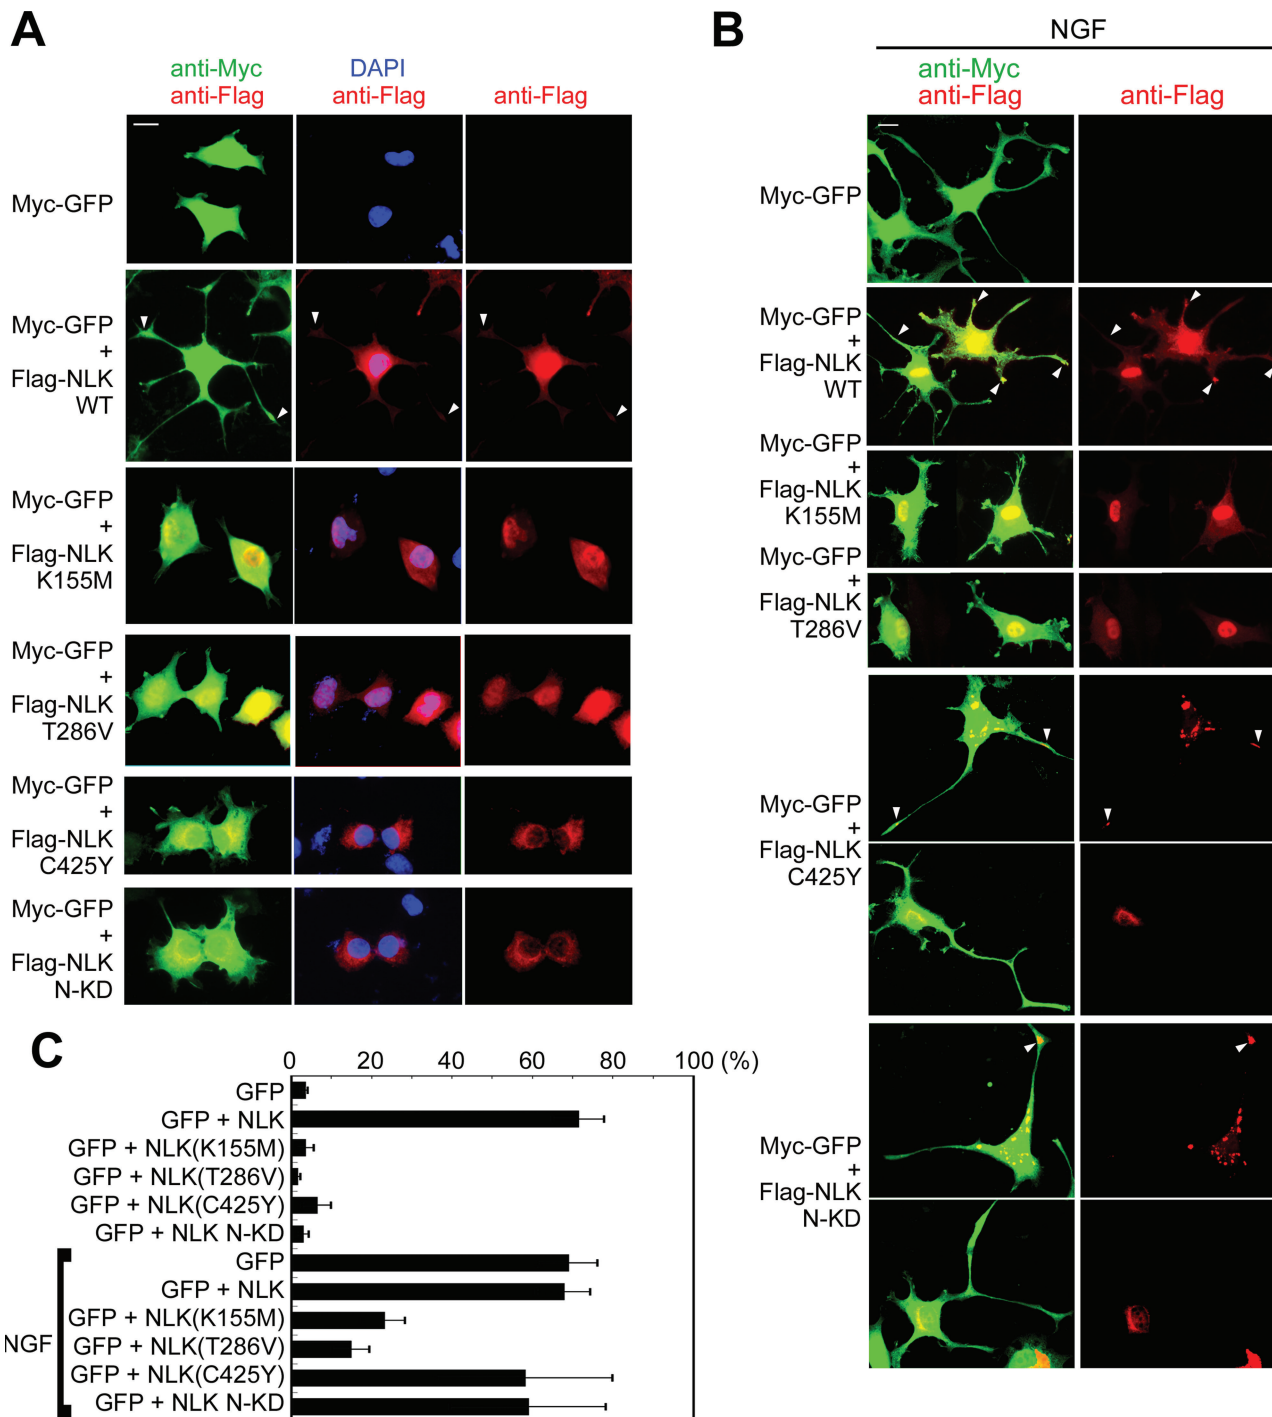 A
anti-Myc
anti-Flag
DAPI
anti-Flag
anti-Flag
Myc-GFP
Myc-GFP
+
Flag-NLK
WT
Myc-GFP
+
Flag-NLK
K155M
Myc-GFP
+
Flag-NLK
T286V
Myc-GFP
+
Flag-NLK
C425Y
Myc-GFP
+
Flag-NLK
N-KD
B
NGF
anti-Myc
anti-Flag
anti-Flag
Myc-GFP
Myc-GFP
+
Flag-NLK
WT
Myc-GFP
+
Flag-NLK
K155M
Myc-GFP
+
Flag-NLK
T286V
Myc-GFP
+
Flag-NLK
C425Y
Myc-GFP
+
Flag-NLK
N-KD
C
0 20 40 60 80 100 (%)
GFP
GFP + NLK
GFP + NLK(K155M)
GFP + NLK(T286V)
GFP + NLK(C425Y)
GFP + NLK N-KD
NGF
GFP
GFP + NLK
GFP + NLK(K155M)
GFP + NLK(T286V)
GFP + NLK(C425Y)
GFP + NLK N-KD